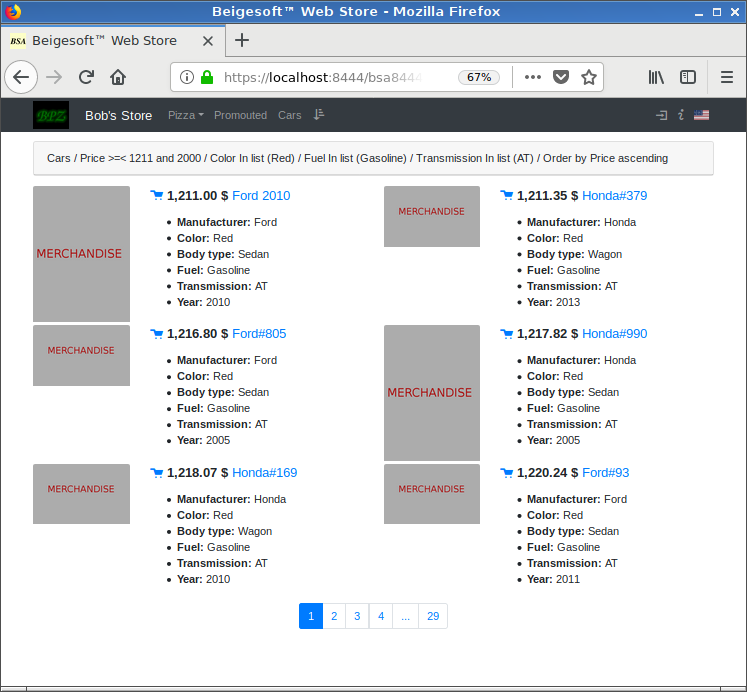 Beigesoft™ Web Store - Mozilla Firefox
BSA Beigesoft™ Web Store
https://localhost:8444/bsa8444 67%
BPZ Bob's Store Pizza Promouted Cars
Cars / Price >=< 1211 and 2000 / Color In list (Red) / Fuel In list (Gasoline) / Transmission In list (AT) / Order by Price ascending
MERCHANDISE
1,211.00 $ Ford 2010
Manufacturer: Ford
Color: Red
Body type: Sedan
Fuel: Gasoline
Transmission: AT
Year: 2010
MERCHANDISE
1,211.35 $ Honda#379
Manufacturer: Honda
Color: Red
Body type: Wagon
Fuel: Gasoline
Transmission: AT
Year: 2013
MERCHANDISE
1,216.80 $ Ford#805
Manufacturer: Ford
Color: Red
Body type: Sedan
Fuel: Gasoline
Transmission: AT
Year: 2005
MERCHANDISE
1,217.82 $ Honda#990
Manufacturer: Honda
Color: Red
Body type: Sedan
Fuel: Gasoline
Transmission: AT
Year: 2005
MERCHANDISE
1,218.07 $ Honda#169
Manufacturer: Honda
Color: Red
Body type: Wagon
Fuel: Gasoline
Transmission: AT
Year: 2010
MERCHANDISE
1,220.24 $ Ford#93
Manufacturer: Ford
Color: Red
Body type: Sedan
Fuel: Gasoline
Transmission: AT
Year: 2011
1 2 3 4 ... 29